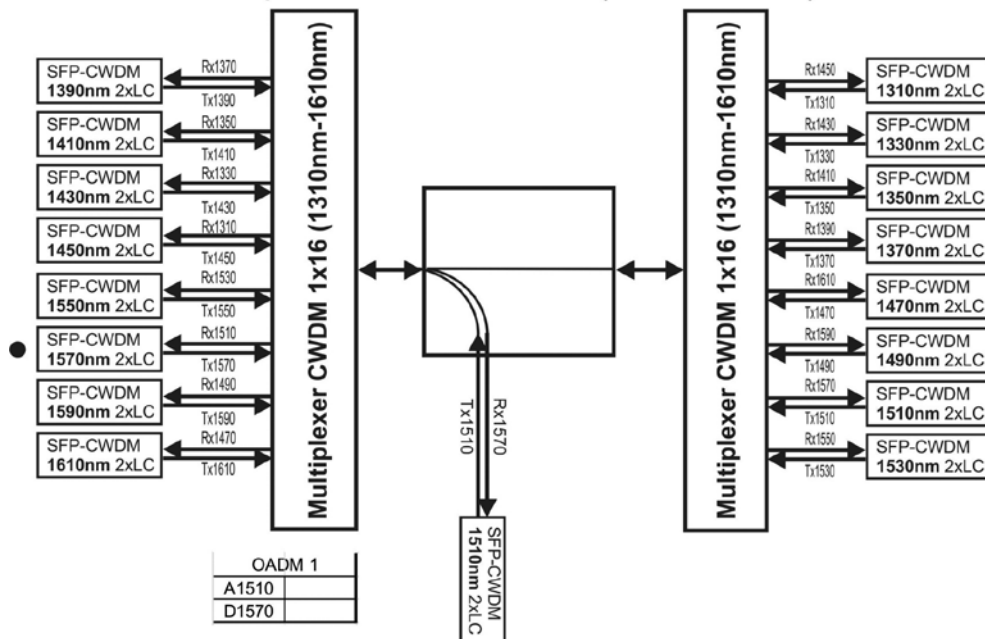 SFP-CWDM
1390nm 2xLC
Rx1370
Tx1390
SFP-CWDM
1410nm 2xLC
Rx1350
Tx1410
SFP-CWDM
1430nm 2xLC
Rx1330
Tx1430
SFP-CWDM
1450nm 2xLC
Rx1310
Tx1450
SFP-CWDM
1550nm 2xLC
Rx1530
Tx1550
SFP-CWDM
1570nm 2xLC
Rx1510
Tx1570
SFP-CWDM
1590nm 2xLC
Rx1490
Tx1590
SFP-CWDM
1610nm 2xLC
Rx1470
Tx1610
Multiplexer CWDM 1x16 (1310nm-1610nm)
Tx1510
Rx1570
SFP-CWDM
1510nm 2xLC
Multiplexer CWDM 1x16 (1310nm-1610nm)
Rx1450
Tx1310
SFP-CWDM
1310nm 2xLC
Rx1430
Tx1330
SFP-CWDM
1330nm 2xLC
Rx1410
Tx1350
SFP-CWDM
1350nm 2xLC
Rx1390
Tx1370
SFP-CWDM
1370nm 2xLC
Rx1610
Tx1470
SFP-CWDM
1470nm 2xLC
Rx1590
Tx1490
SFP-CWDM
1490nm 2xLC
Rx1570
Tx1510
SFP-CWDM
1510nm 2xLC
Rx1550
Tx1530
SFP-CWDM
1530nm 2xLC
OADM 1
A1510
D1570